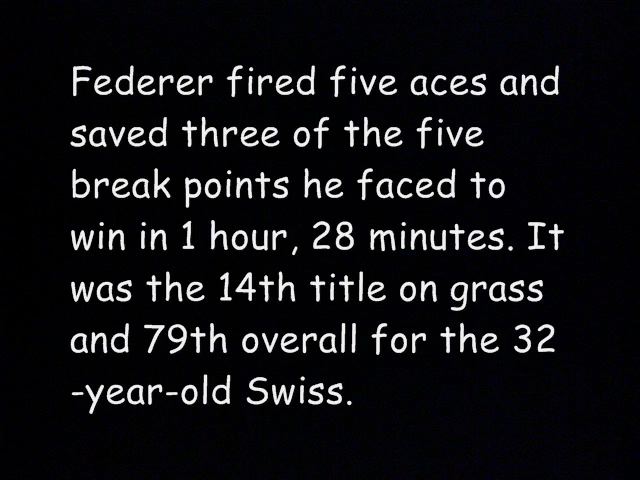 Federer fired five aces and
saved three of the five
break points he faced to
win in 1 hour, 28 minutes. It
was the 14th title on grass
and 79th overall for the 32
-year-old Swiss.